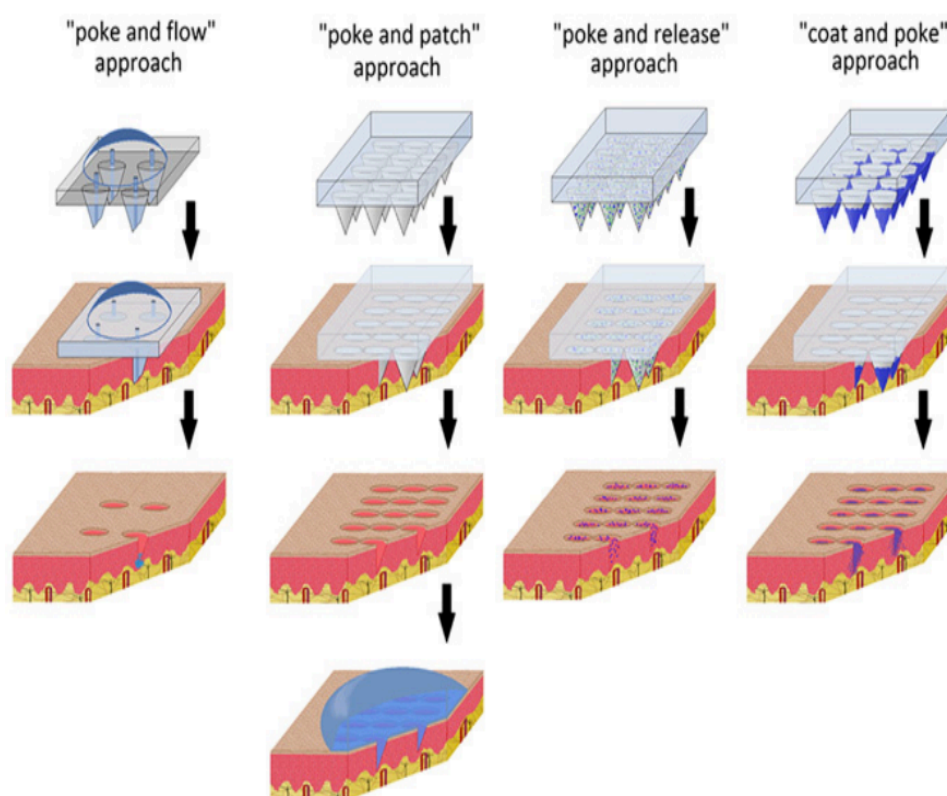 "poke and flow"
approach
"poke and patch"
approach
"poke and release"
approach
"coat and poke"
approach